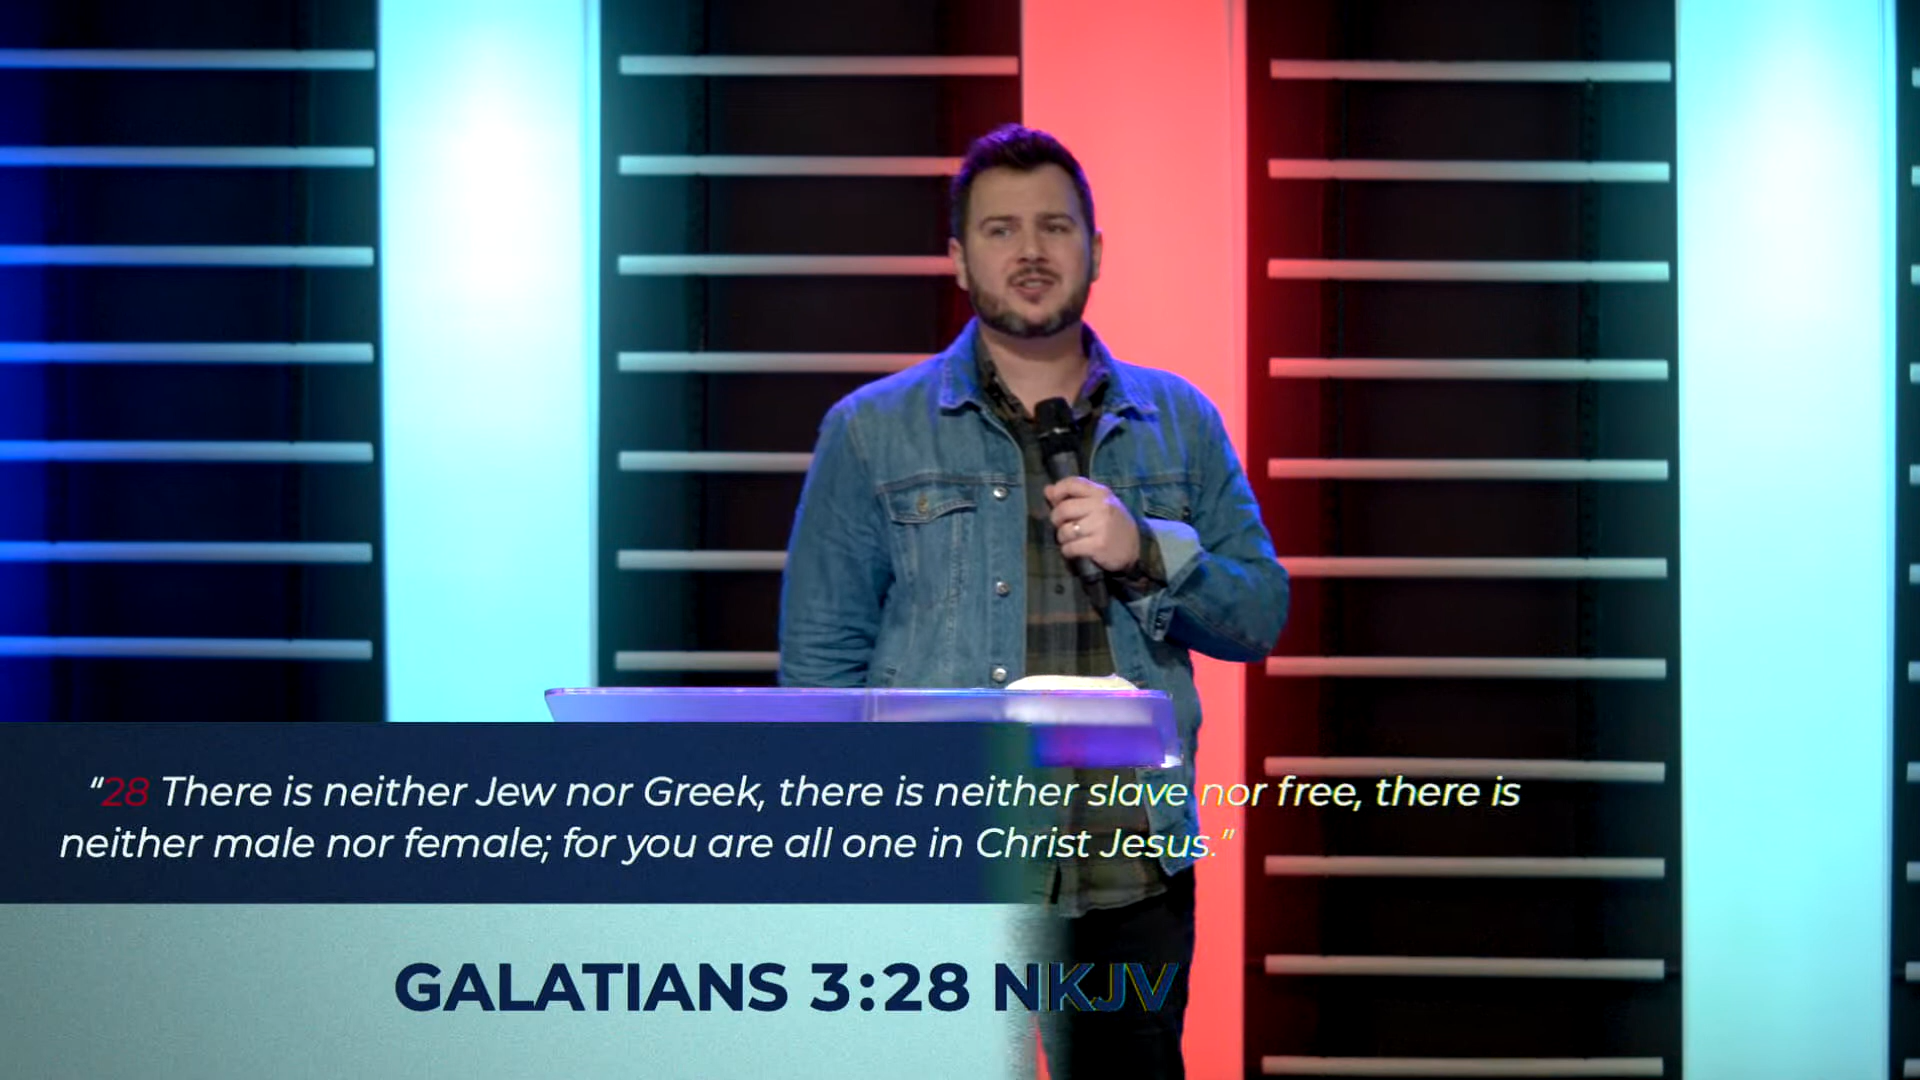 “28 There is neither Jew nor Greek, there is neither slave nor free, there is
neither male nor female; for you are all one in Christ Jesus.”
GALATIANS 3:28 NKJV